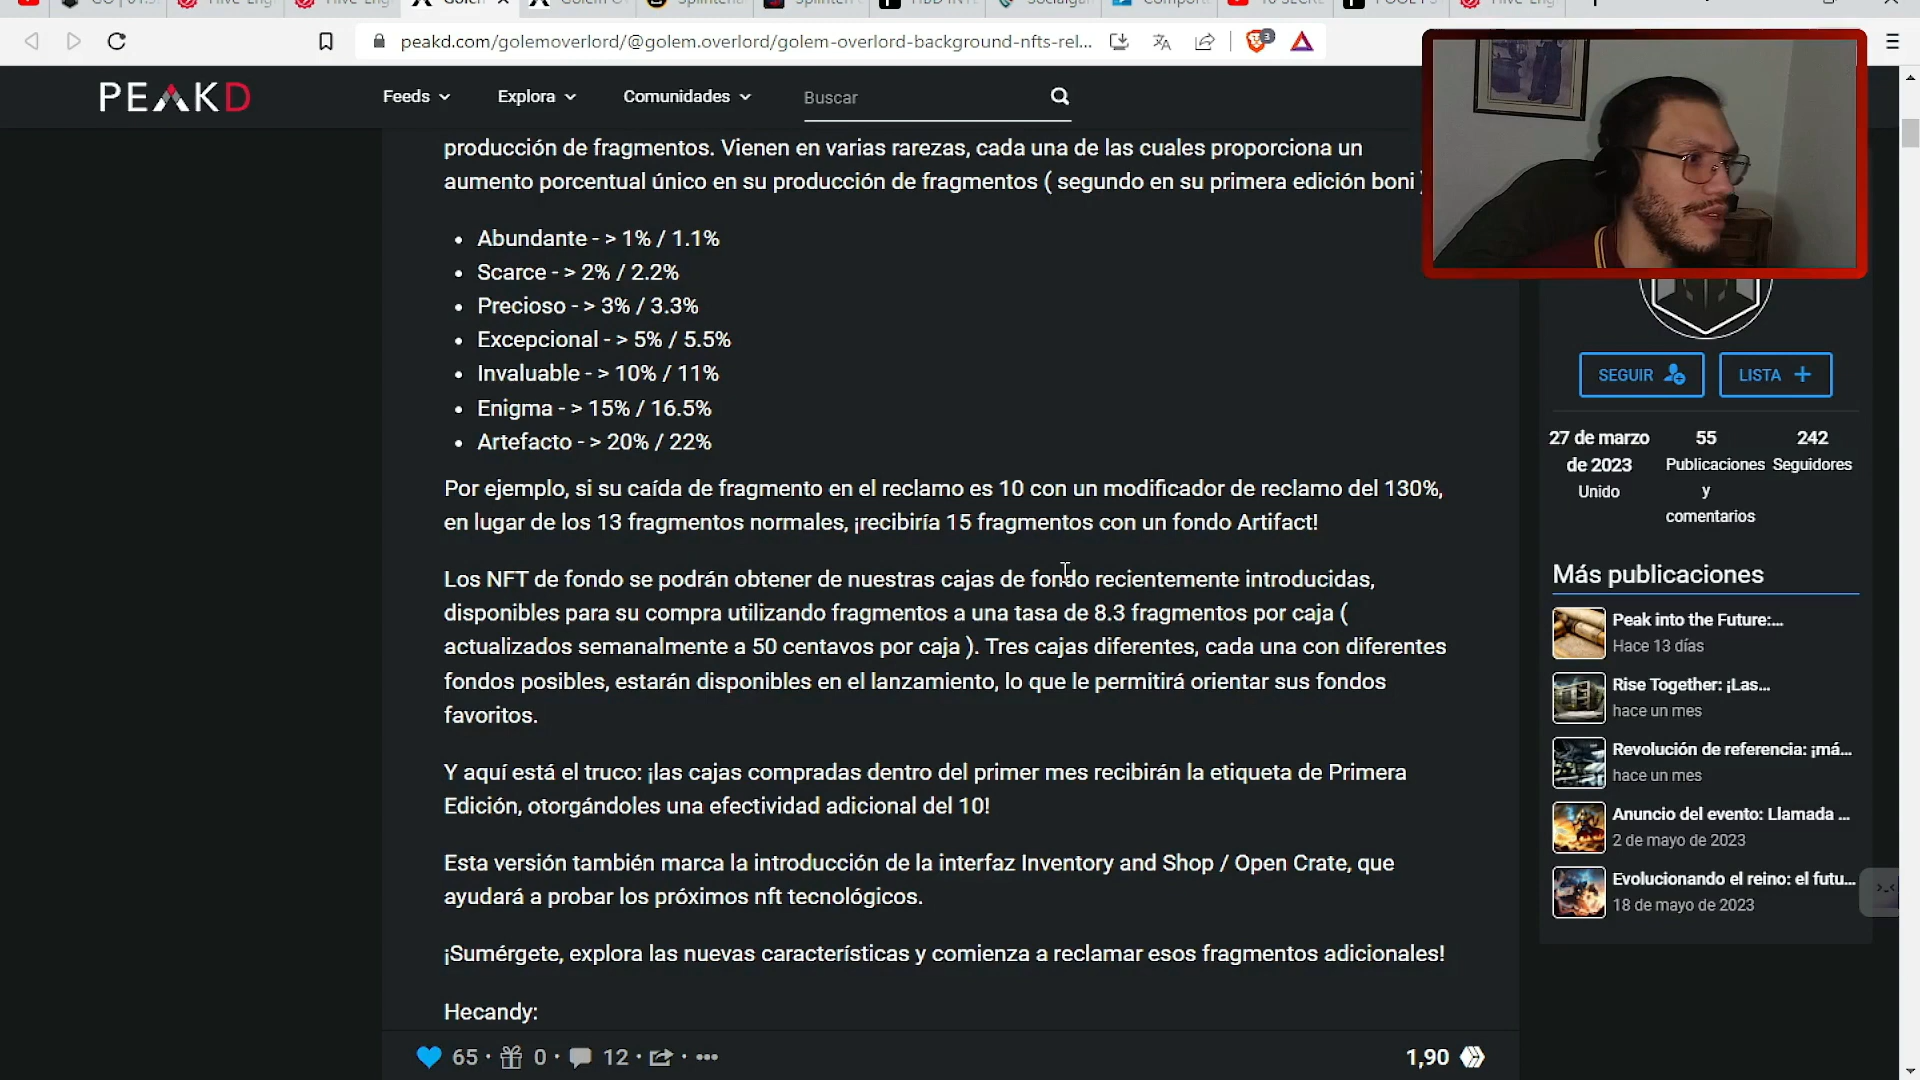 peakd.com/golemoverlord/@golem.overlord/golem-overlord-background-nfts-rel...
3
PEAKD
Feeds
Explora
Comunidades
Buscar
producción de fragmentos. Vienen en varias rarezas, cada una de las cuales proporciona un
aumento porcentual único en su producción de fragmentos ( segundo en su primera edición boni )
• Abundante - > 1% / 1.1%
• Scarce - > 2% / 2.2%
• Precioso - > 3% / 3.3%
• Excepcional - > 5% / 5.5%
• Invaluable - > 10% / 11%
• Enigma - > 15% / 16.5%
• Artefacto - > 20% / 22%
Por ejemplo, si su caída de fragmento en el reclamo es 10 con un modificador de reclamo del 130%,
en lugar de los 13 fragmentos normales, ¡recibiría 15 fragmentos con un fondo Artifact!
Los NFT de fondo se podrán obtener de nuestras cajas de fondo recientemente introducidas,
disponibles para su compra utilizando fragmentos a una tasa de 8.3 fragmentos por caja (
actualizados semanalmente a 50 centavos por caja ). Tres cajas diferentes, cada una con diferentes
fondos posibles, estarán disponibles en el lanzamiento, lo que le permitirá orientar sus fondos
favoritos.
Y aquí está el truco: ¡las cajas compradas dentro del primer mes recibirán la etiqueta de Primera
Edición, otorgándoles una efectividad adicional del 10!
Esta versión también marca la introducción de la interfaz Inventory and Shop / Open Crate, que
ayudará a probar los próximos nft tecnológicos.
¡Sumérgete, explora las nuevas características y comienza a reclamar esos fragmentos adicionales!
Hecandy:
65 · 0 · 12 · · •••
1,90
SEGUIR
LISTA +
27 de marzo de 2023
Unido
55
Publicaciones y comentarios
242
Seguidores
Más publicaciones
Peak into the Future:...
Hace 13 días
Rise Together: ¡Las...
hace un mes
Revolución de referencia: ¡má...
hace un mes
Anuncio del evento: Llamada ...
2 de mayo de 2023
Evolucionando el reino: el futu...
18 de mayo de 2023